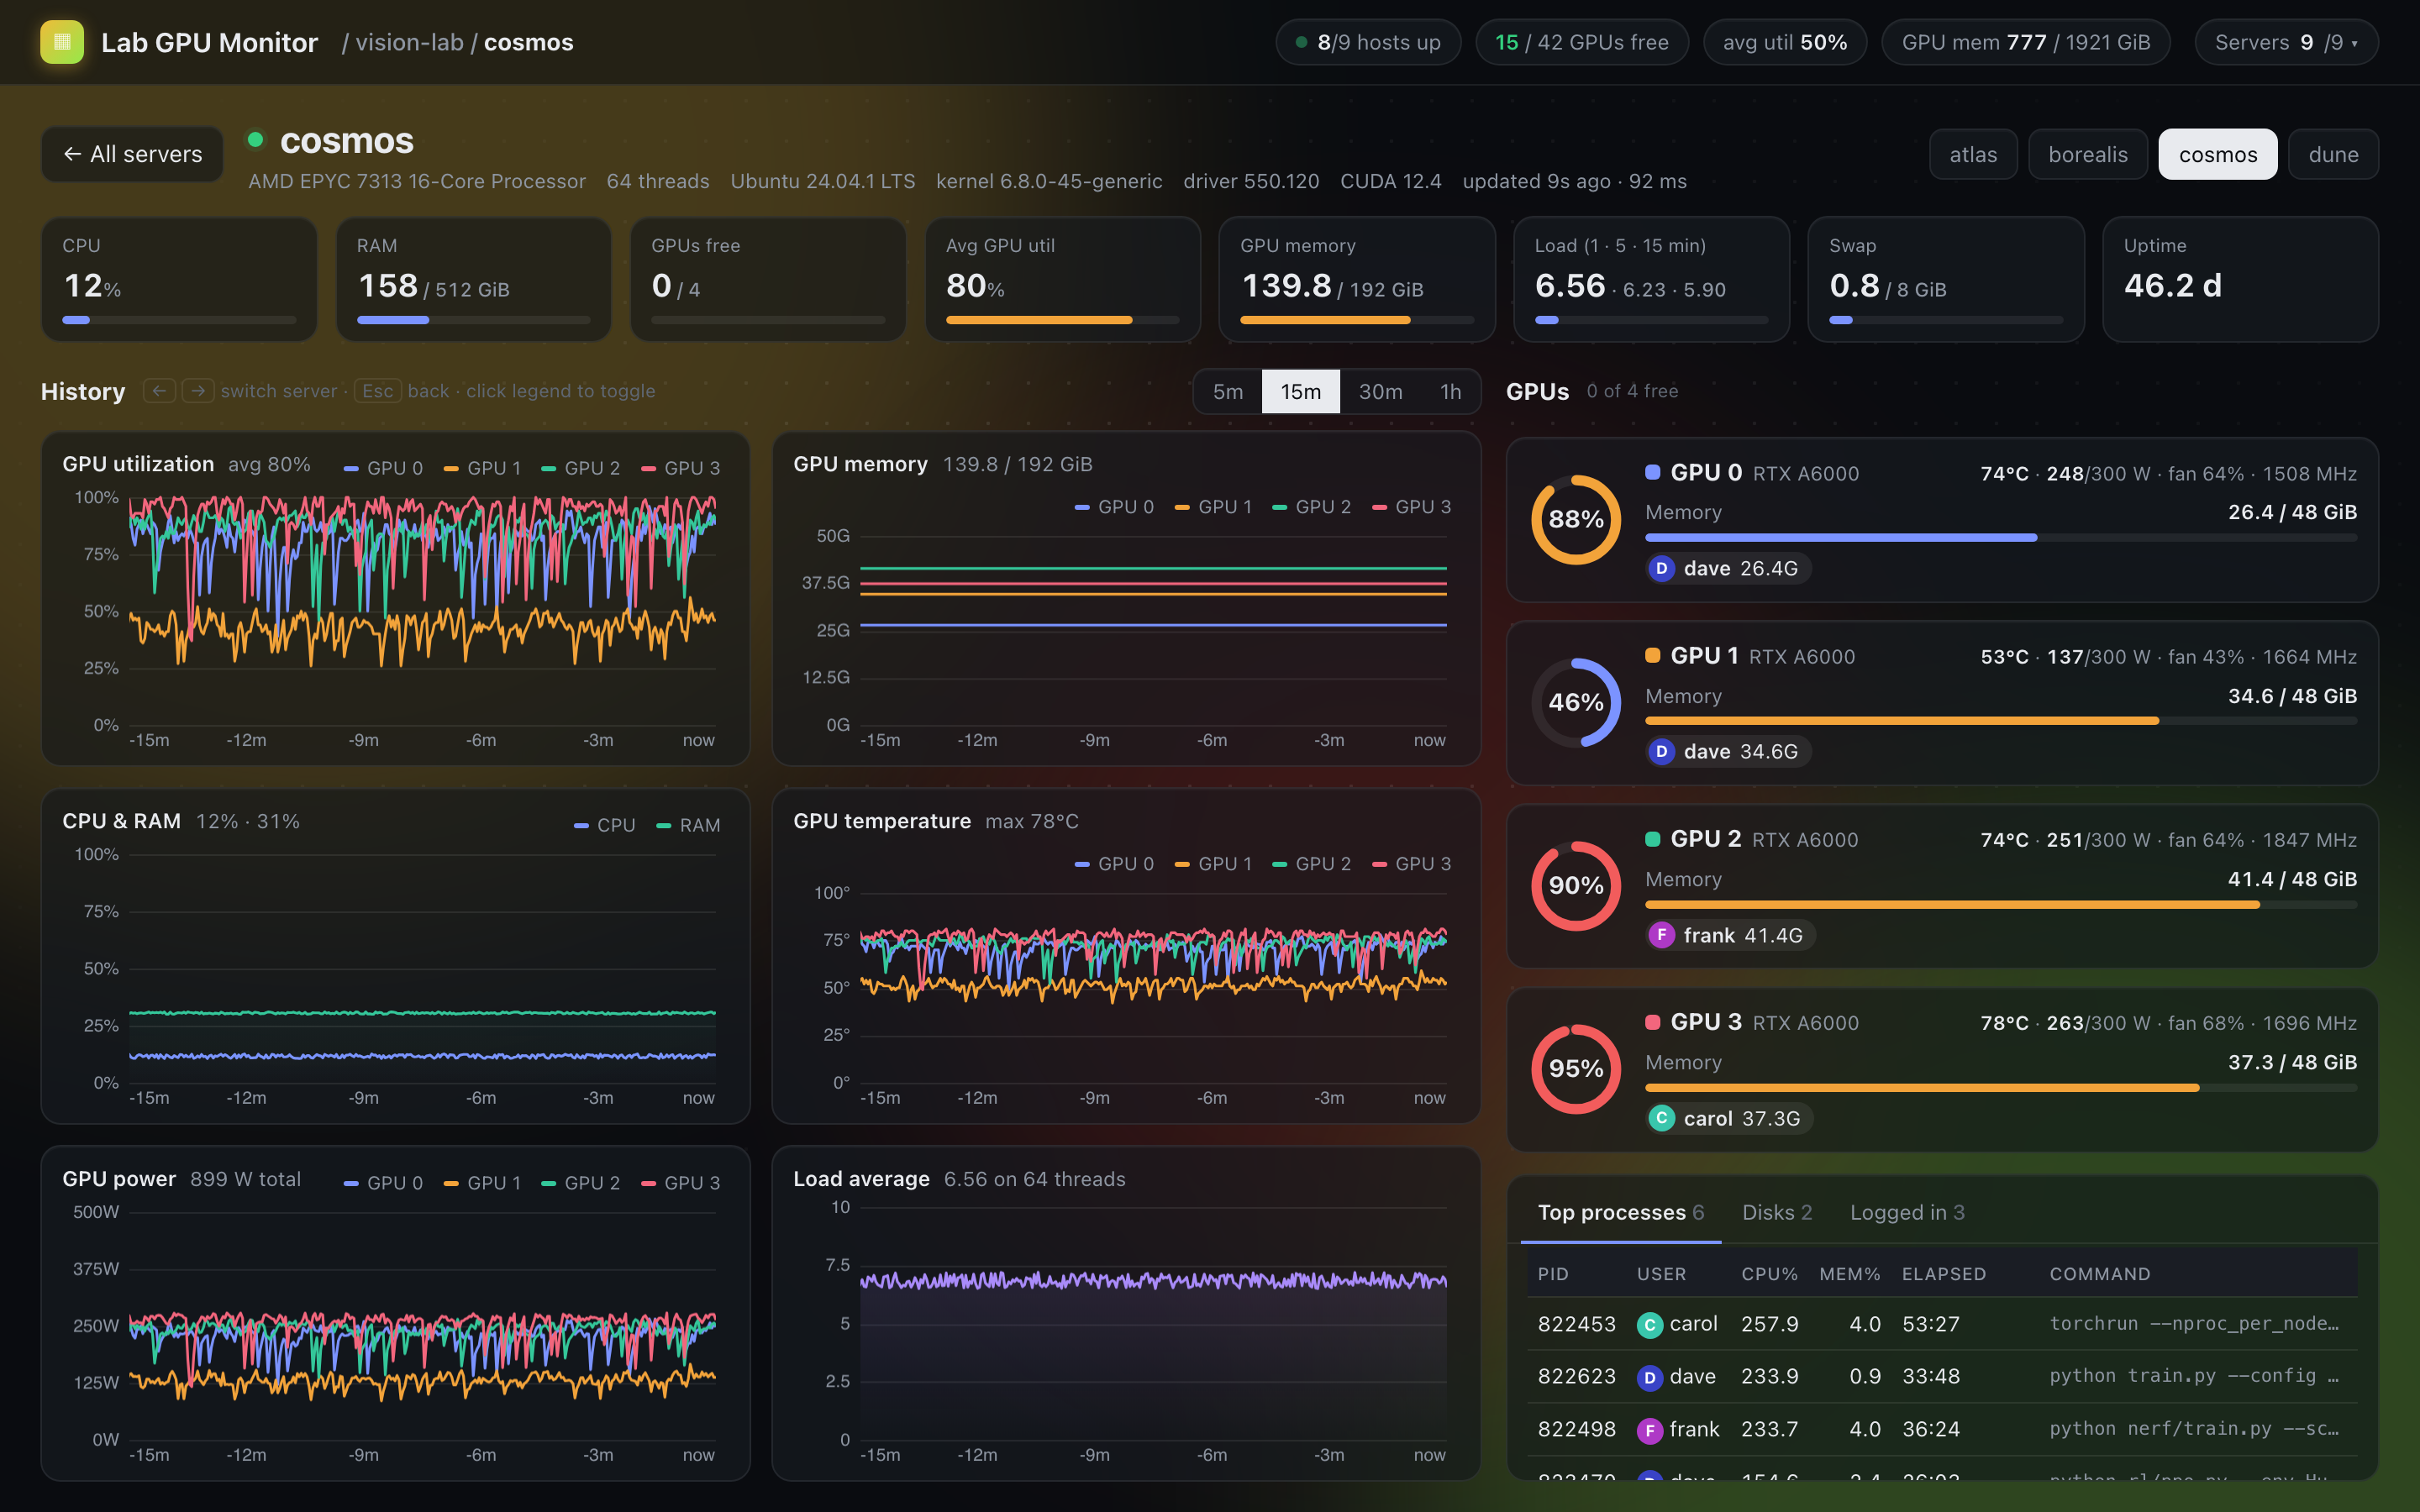 Lab GPU Monitor / vision-lab / cosmos
8/9 hosts up
15 / 42 GPUs free
avg util 50%
GPU mem 777 / 1921 GiB
Servers 9 /9 ▾
← All servers
cosmos
AMD EPYC 7313 16-Core Processor 64 threads Ubuntu 24.04.1 LTS kernel 6.8.0-45-generic driver 550.120 CUDA 12.4 updated 9s ago · 92 ms
atlas
borealis
cosmos
dune
CPU
12%
RAM
158 / 512 GiB
GPUs free
0 / 4
Avg GPU util
80%
GPU memory
139.8 / 192 GiB
Load (1 · 5 · 15 min)
6.56 · 6.23 · 5.90
Swap
0.8 / 8 GiB
Uptime
46.2 d
History ← → switch server · Esc back · click legend to toggle
5m 15m 30m 1h
GPU utilization avg 80% GPU 0 GPU 1 GPU 2 GPU 3
100%
75%
50%
25%
0%
-15m -12m -9m -6m -3m now
GPU memory 139.8 / 192 GiB
GPU 0 GPU 1 GPU 2 GPU 3
50G
37.5G
25G
12.5G
0G
-15m -12m -9m -6m -3m now
CPU & RAM 12% · 31% CPU RAM
100%
75%
50%
25%
0%
-15m -12m -9m -6m -3m now
GPU temperature max 78°C
GPU 0 GPU 1 GPU 2 GPU 3
100°
75°
50°
25°
0°
-15m -12m -9m -6m -3m now
GPU power 899 W total GPU 0 GPU 1 GPU 2 GPU 3
500W
375W
250W
125W
0W
-15m -12m -9m -6m -3m now
Load average 6.56 on 64 threads
10
7.5
5
2.5
0
-15m -12m -9m -6m -3m now
GPUs 0 of 4 free
88%
GPU 0 RTX A6000 74°C · 248/300 W · fan 64% · 1508 MHz
Memory 26.4 / 48 GiB
D dave 26.4G
46%
GPU 1 RTX A6000 53°C · 137/300 W · fan 43% · 1664 MHz
Memory 34.6 / 48 GiB
D dave 34.6G
90%
GPU 2 RTX A6000 74°C · 251/300 W · fan 64% · 1847 MHz
Memory 41.4 / 48 GiB
F frank 41.4G
95%
GPU 3 RTX A6000 78°C · 263/300 W · fan 68% · 1696 MHz
Memory 37.3 / 48 GiB
C carol 37.3G
Top processes 6 Disks 2 Logged in 3
PID USER CPU% MEM% ELAPSED COMMAND
822453 C carol 257.9 4.0 53:27 torchrun --nproc_per_node…
822623 D dave 233.9 0.9 33:48 python train.py --config …
822498 F frank 233.7 4.0 36:24 python nerf/train.py --sc…